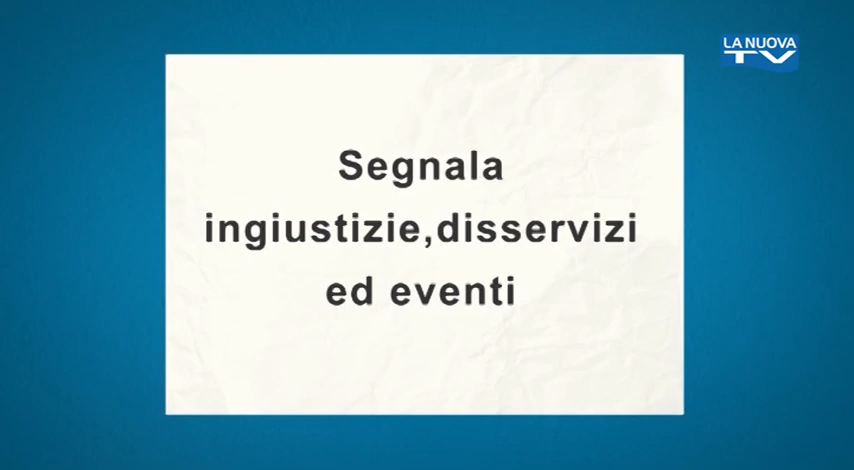 LA NUOVA
TV
Segnala
ingiustizie,disservizi
ed eventi